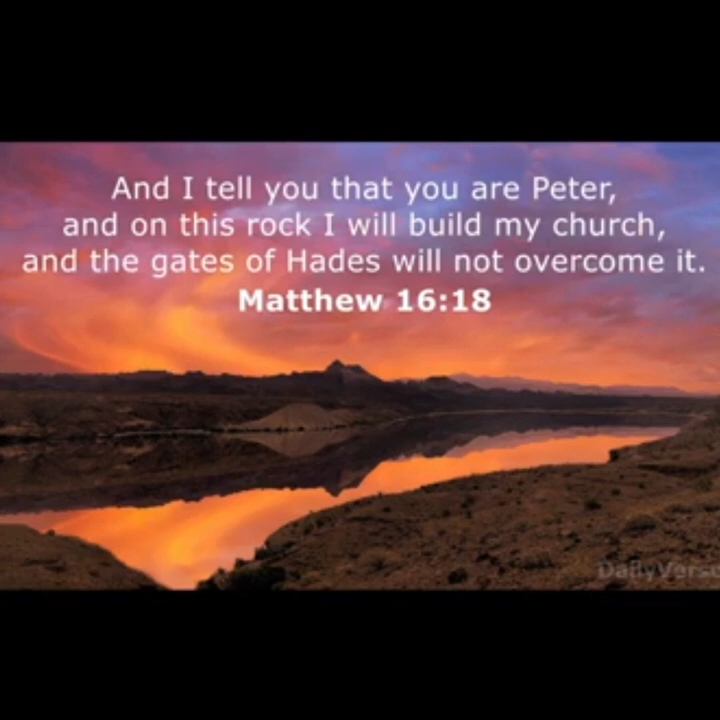 And I tell you that you are Peter,
and on this rock I will build my church,
and the gates of Hades will not overcome it.
Matthew 16:18